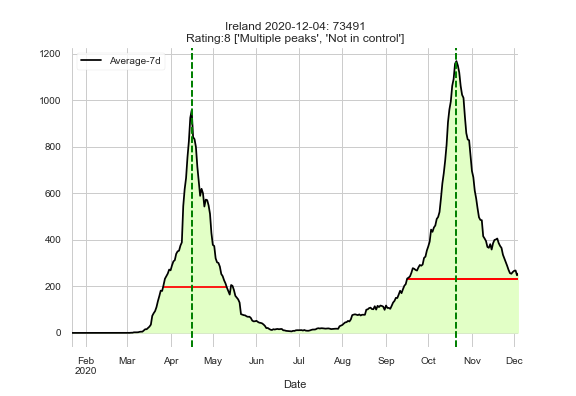 Ireland 2020-12-04: 73491
Rating:8 ['Multiple peaks', 'Not in control']
Average-7d
1200
1000
800
600
400
200
0
Feb Mar Apr May Jun Jul Aug Sep Oct Nov Dec
2020
Date